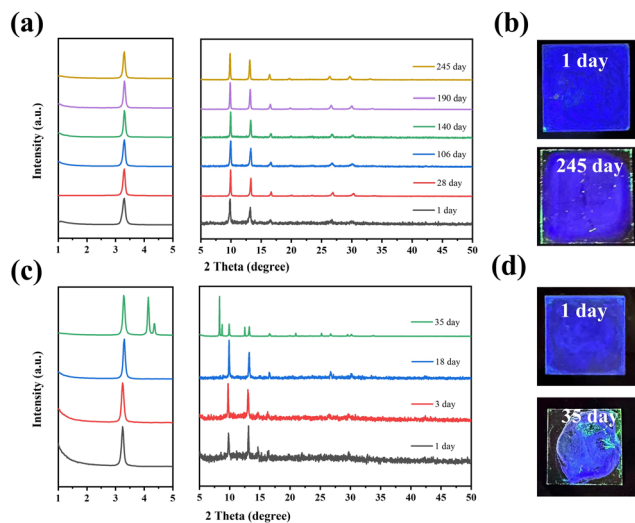 (a)
(b)
Intensity (a.u.)
245 day
190 day
140 day
106 day
28 day
1 day
1 2 3 4 5
5 10 15 20 25 30 35 40 45 50
2 Theta (degree)
1 day
245 day
(c)
(d)
Intensity (a.u.)
35 day
18 day
3 day
1 day
1 2 3 4 5
5 10 15 20 25 30 35 40 45 50
2 Theta (degree)
1 day
35 day